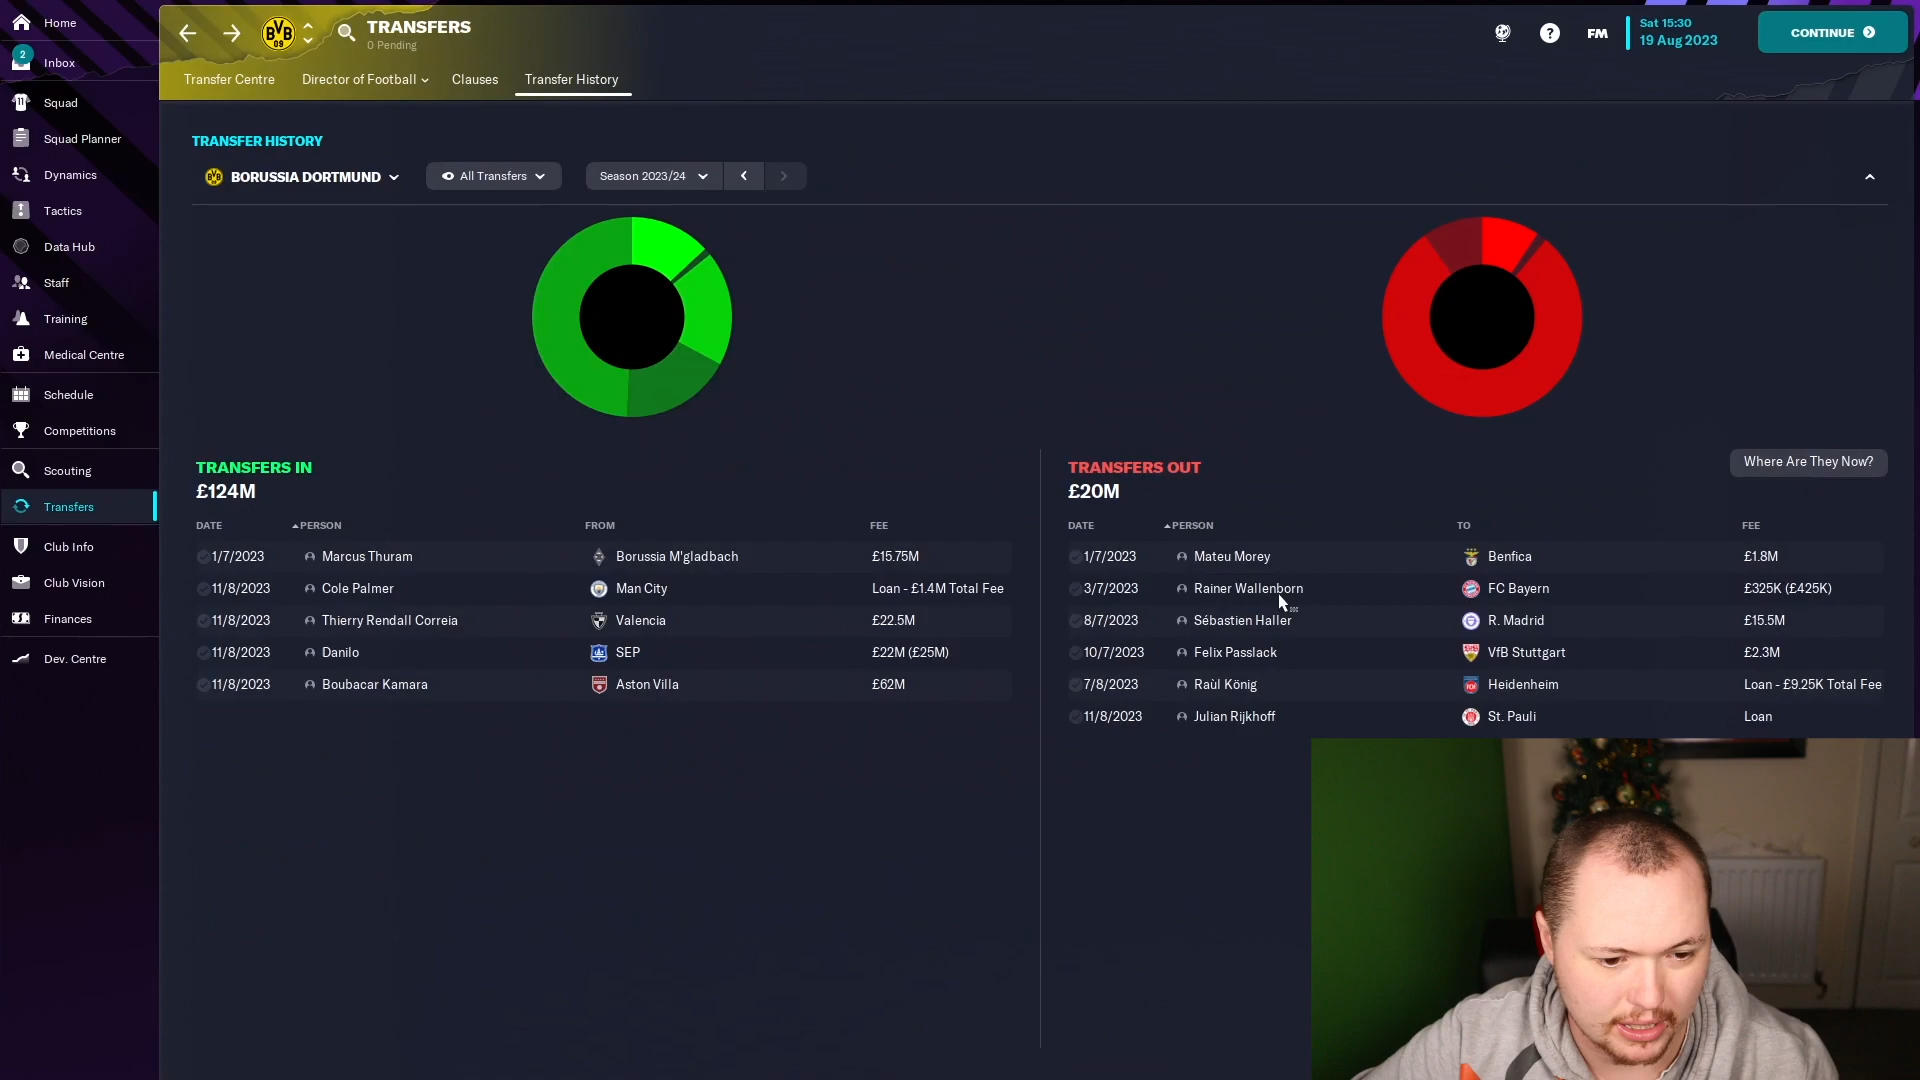 Home
2
Inbox
Squad
Squad Planner
Dynamics
Tactics
Data Hub
Staff
Training
Medical Centre
Schedule
Competitions
Scouting
Transfers
Club Info
Club Vision
Finances
Dev. Centre
BVB 09
TRANSFERS
0 Pending
FM
Sat 15:30
19 Aug 2023
CONTINUE
Transfer Centre Director of Football Clauses Transfer History
TRANSFER HISTORY
BORUSSIA DORTMUND All Transfers Season 2023/24
TRANSFERS IN
£124M
DATE PERSON FROM FEE
1/7/2023 Marcus Thuram Borussia M'gladbach £15.75M
11/8/2023 Cole Palmer Man City Loan - £1.4M Total Fee
11/8/2023 Thierry Rendall Correia Valencia £22.5M
11/8/2023 Danilo SEP £22M (£25M)
11/8/2023 Boubacar Kamara Aston Villa £62M
TRANSFERS OUT
£20M
Where Are They Now?
DATE PERSON TO FEE
1/7/2023 Mateu Morey Benfica £1.8M
3/7/2023 Rainer Wallenborn FC Bayern £325K (£425K)
8/7/2023 Sébastien Haller R. Madrid £15.5M
10/7/2023 Felix Passlack VfB Stuttgart £2.3M
7/8/2023 Raùl König Heidenheim Loan - £9.25K Total Fee
11/8/2023 Julian Rijkhoff St. Pauli Loan